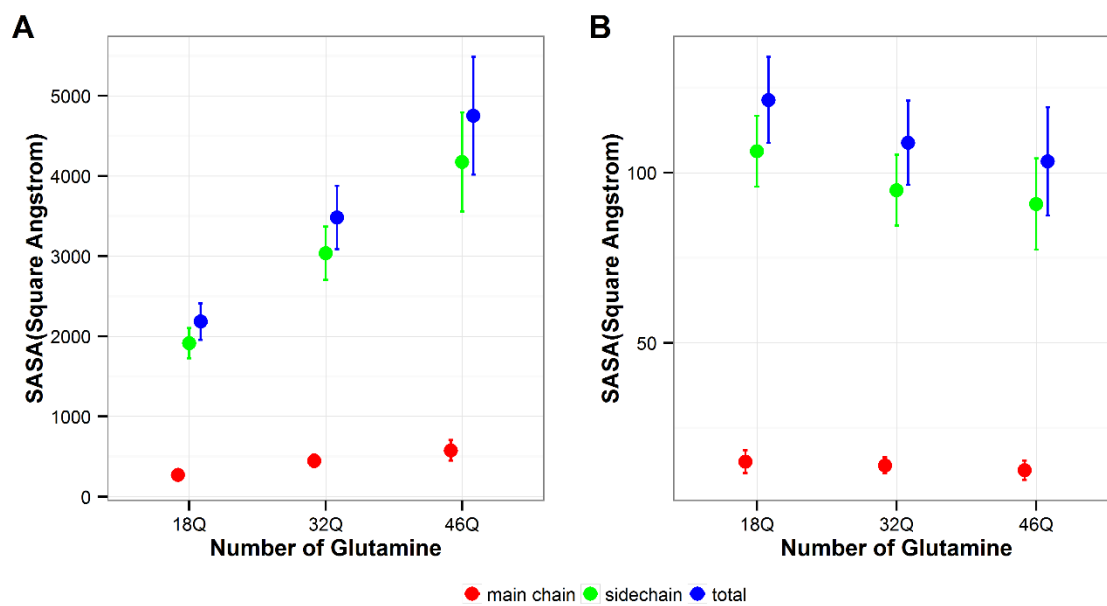 A
SASA(Square Angstrom)
5000
4000
3000
2000
1000
0
18Q
32Q
46Q
Number of Glutamine
B
SASA(Square Angstrom)
100
50
18Q
32Q
46Q
Number of Glutamine
main chain sidechain total